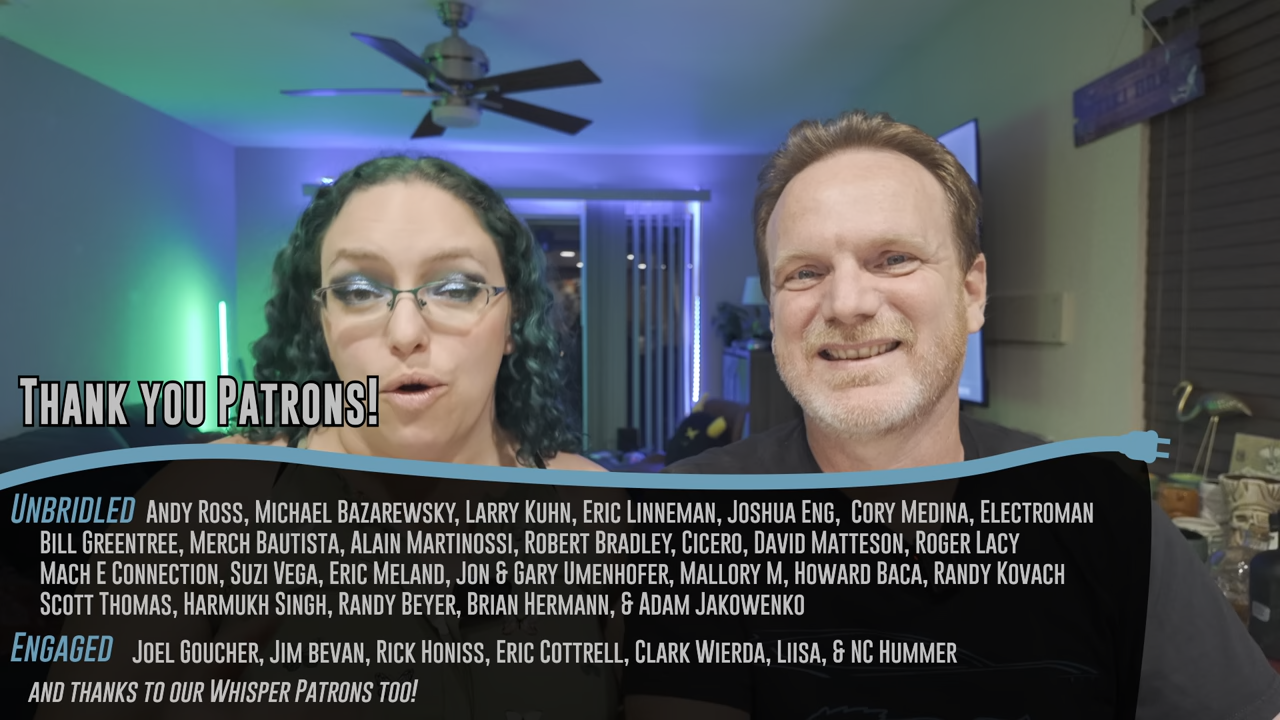 THANK YOU PATRONS!
UNBRIDLED ANDY ROSS, MICHAEL BAZAREWSKY, LARRY KUHN, ERIC LINNEMAN, JOSHUA ENG, CORY MEDINA, ELECTROMAN
BILL GREENTREE, MERCH BAUTISTA, ALAIN MARTINOSSI, ROBERT BRADLEY, CICERO, DAVID MATTESON, ROGER LACY
MACH E CONNECTION, SUZI VEGA, ERIC MELAND, JON & GARY UMENHOFER, MALLORY M, HOWARD BACA, RANDY KOVACH
SCOTT THOMAS, HARMUKH SINGH, RANDY BEYER, BRIAN HERMANN, & ADAM JAKOWENKO
ENGAGED JOEL GOUCHER, JIM BEVAN, RICK HONISS, ERIC COTTRELL, CLARK WIERDA, LIISA, & NC HUMMER
AND THANKS TO OUR WHISPER PATRONS TOO!